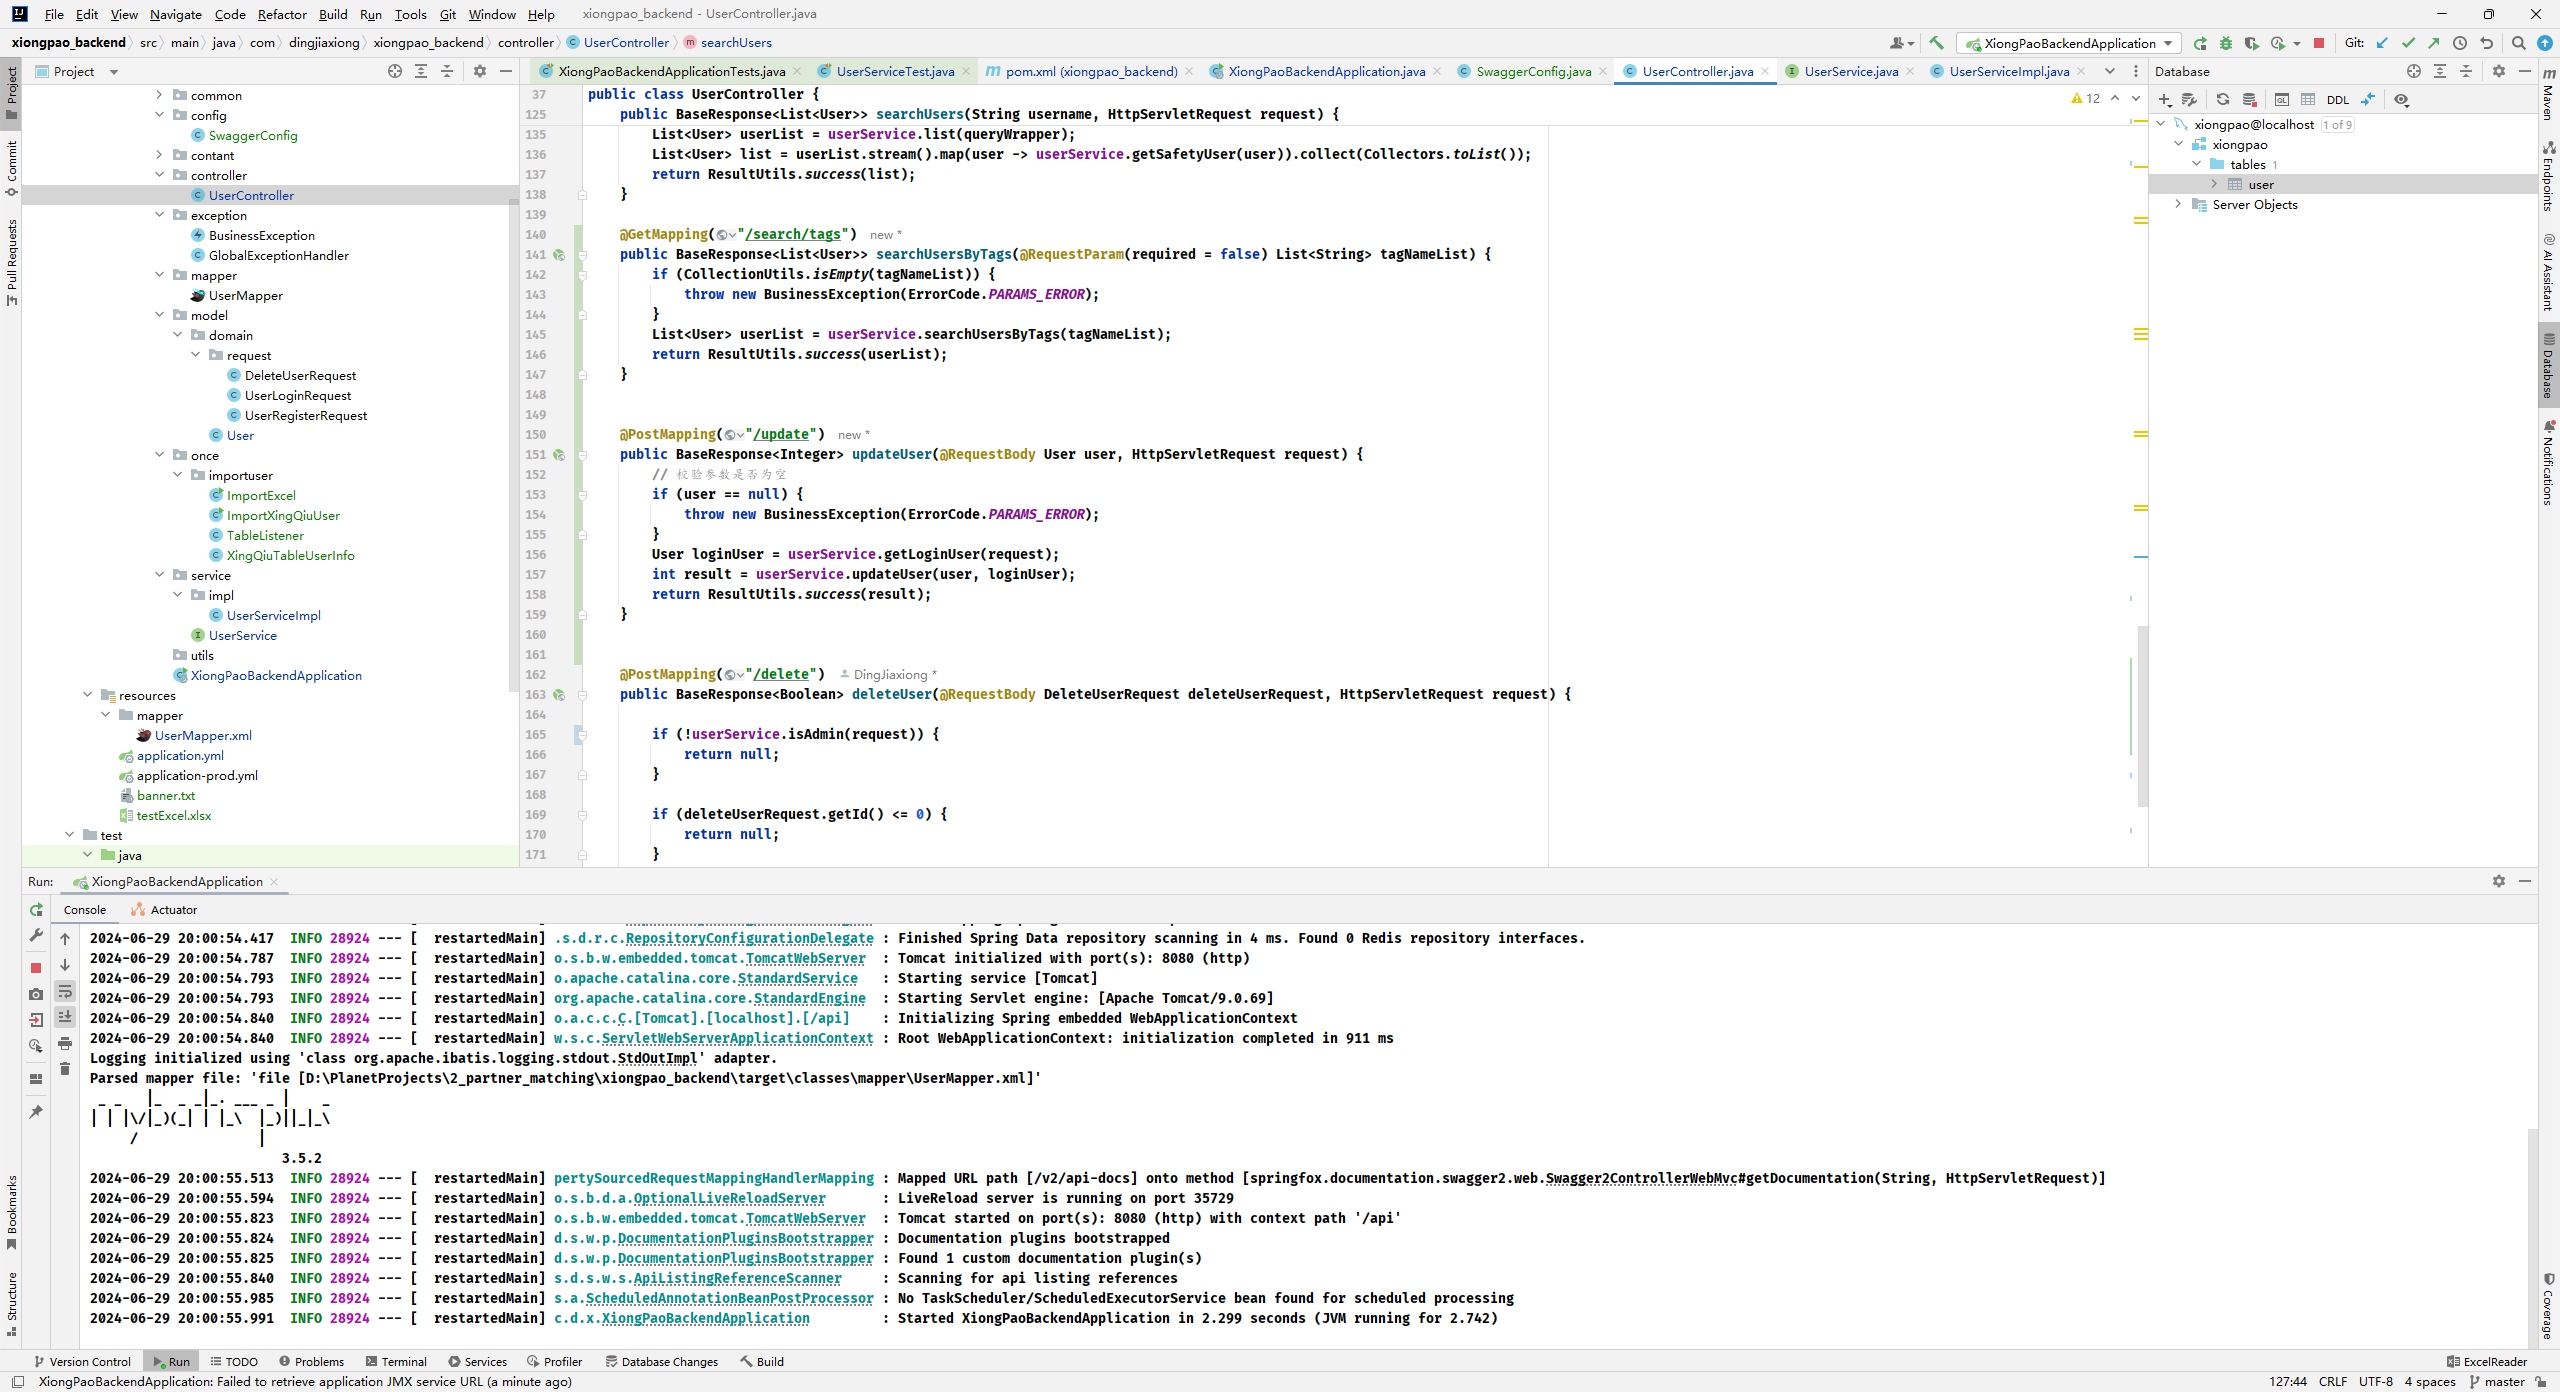 File Edit View Navigate Code Refactor Build Run Tools Git Window Help xiongpao_backend - UserController.java
xiongpao_backend src main java com dingjiaxiong xiongpao_backend controller UserController searchUsers
XiongPaoBackendApplication Git:
Project
XiongPaoBackendApplicationTests.java UserServiceTest.java pom.xml (xiongpao_backend) XiongPaoBackendApplication.java SwaggerConfig.java UserController.java UserService.java UserServiceImpl.java
Database
Project
Commit
Pull Requests
Bookmarks
Structure
common
config
SwaggerConfig
contant
controller
UserController
exception
BusinessException
GlobalExceptionHandler
mapper
UserMapper
model
domain
request
DeleteUserRequest
UserLoginRequest
UserRegisterRequest
User
once
importuser
ImportExcel
ImportXingQiuUser
TableListener
XingQiuTableUserInfo
service
impl
UserServiceImpl
UserService
utils
XiongPaoBackendApplication
resources
mapper
UserMapper.xml
application.yml
application-prod.yml
banner.txt
testExcel.xlsx
test
java
12
37 public class UserController {
125 public BaseResponse<List<User>> searchUsers(String username, HttpServletRequest request) {
135 List<User> userList = userService.list(queryWrapper);
136 List<User> list = userList.stream().map(user -> userService.getSafetyUser(user)).collect(Collectors.toList());
137 return ResultUtils.success(list);
138 }
139
140 @GetMapping("/search/tags") new *
141 public BaseResponse<List<User>> searchUsersByTags(@RequestParam(required = false) List<String> tagNameList) {
142 if (CollectionUtils.isEmpty(tagNameList)) {
143 throw new BusinessException(ErrorCode.PARAMS_ERROR);
144 }
145 List<User> userList = userService.searchUsersByTags(tagNameList);
146 return ResultUtils.success(userList);
147 }
148
149
150 @PostMapping("/update") new *
151 public BaseResponse<Integer> updateUser(@RequestBody User user, HttpServletRequest request) {
152 // 校验参数是否为空
153 if (user == null) {
154 throw new BusinessException(ErrorCode.PARAMS_ERROR);
155 }
156 User loginUser = userService.getLoginUser(request);
157 int result = userService.updateUser(user, loginUser);
158 return ResultUtils.success(result);
159 }
160
161
162 @PostMapping("/delete") DingJiaxiong *
163 public BaseResponse<Boolean> deleteUser(@RequestBody DeleteUserRequest deleteUserRequest, HttpServletRequest request) {
164
165 if (!userService.isAdmin(request)) {
166 return null;
167 }
168
169 if (deleteUserRequest.getId() <= 0) {
170 return null;
171 }
DDL
xiongpao@localhost 1 of 9
xiongpao
tables 1
user
Server Objects
Maven
Endpoints
AI Assistant
Database
Notifications
Coverage
Run: XiongPaoBackendApplication
Console Actuator
2024-06-29 20:00:54.417 INFO 28924 --- [ restartedMain] .s.d.r.c.RepositoryConfigurationDelegate : Finished Spring Data repository scanning in 4 ms. Found 0 Redis repository interfaces.
2024-06-29 20:00:54.787 INFO 28924 --- [ restartedMain] o.s.b.w.embedded.tomcat.TomcatWebServer : Tomcat initialized with port(s): 8080 (http)
2024-06-29 20:00:54.793 INFO 28924 --- [ restartedMain] o.apache.catalina.core.StandardService : Starting service [Tomcat]
2024-06-29 20:00:54.793 INFO 28924 --- [ restartedMain] org.apache.catalina.core.StandardEngine : Starting Servlet engine: [Apache Tomcat/9.0.69]
2024-06-29 20:00:54.840 INFO 28924 --- [ restartedMain] o.a.c.c.C.[Tomcat].[localhost].[/api] : Initializing Spring embedded WebApplicationContext
2024-06-29 20:00:54.840 INFO 28924 --- [ restartedMain] w.s.c.ServletWebServerApplicationContext : Root WebApplicationContext: initialization completed in 911 ms
Logging initialized using 'class org.apache.ibatis.logging.stdout.StdOutImpl' adapter.
Parsed mapper file: 'file [D:\PlanetProjects\2_partner_matching\xiongpao_backend\target\classes\mapper\UserMapper.xml]'
 _ _   |_  _ _|_. ___ _ |    _
| | |\/|_)(_| | |_\  |_)||_|_\
     /               |
3.5.2
2024-06-29 20:00:55.513 INFO 28924 --- [ restartedMain] pertySourcedRequestMappingHandlerMapping : Mapped URL path [/v2/api-docs] onto method [springfox.documentation.swagger2.web.Swagger2ControllerWebMvc#getDocumentation(String, HttpServletRequest)]
2024-06-29 20:00:55.594 INFO 28924 --- [ restartedMain] o.s.b.d.a.OptionalLiveReloadServer : LiveReload server is running on port 35729
2024-06-29 20:00:55.823 INFO 28924 --- [ restartedMain] o.s.b.w.embedded.tomcat.TomcatWebServer : Tomcat started on port(s): 8080 (http) with context path '/api'
2024-06-29 20:00:55.824 INFO 28924 --- [ restartedMain] d.s.w.p.DocumentationPluginsBootstrapper : Documentation plugins bootstrapped
2024-06-29 20:00:55.825 INFO 28924 --- [ restartedMain] d.s.w.p.DocumentationPluginsBootstrapper : Found 1 custom documentation plugin(s)
2024-06-29 20:00:55.840 INFO 28924 --- [ restartedMain] s.d.s.w.s.ApiListingReferenceScanner : Scanning for api listing references
2024-06-29 20:00:55.985 INFO 28924 --- [ restartedMain] s.a.ScheduledAnnotationBeanPostProcessor : No TaskScheduler/ScheduledExecutorService bean found for scheduled processing
2024-06-29 20:00:55.991 INFO 28924 --- [ restartedMain] c.d.x.XiongPaoBackendApplication : Started XiongPaoBackendApplication in 2.299 seconds (JVM running for 2.742)
Version Control Run TODO Problems Terminal Services Profiler Database Changes Build ExcelReader
XiongPaoBackendApplication: Failed to retrieve application JMX service URL (a minute ago) 127:44 CRLF UTF-8 4 spaces master